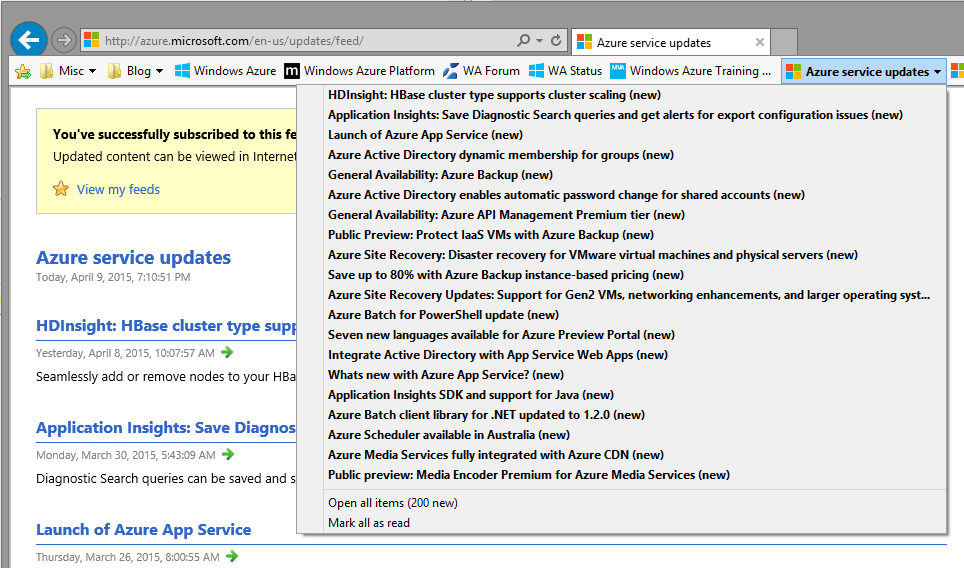 http://azure.microsoft.com/en-us/updates/feed/
Azure service updates
Misc
Blog
Windows Azure
m Windows Azure Platform
WA Forum
WA Status
MVA Windows Azure Training ...
Azure service updates
HDInsight: HBase cluster type supports cluster scaling (new)
Application Insights: Save Diagnostic Search queries and get alerts for export configuration issues (new)
Launch of Azure App Service (new)
Azure Active Directory dynamic membership for groups (new)
General Availability: Azure Backup (new)
Azure Active Directory enables automatic password change for shared accounts (new)
General Availability: Azure API Management Premium tier (new)
Public Preview: Protect IaaS VMs with Azure Backup (new)
Azure Site Recovery: Disaster recovery for VMware virtual machines and physical servers (new)
Save up to 80% with Azure Backup instance-based pricing (new)
Azure Site Recovery Updates: Support for Gen2 VMs, networking enhancements, and larger operating syst...
Azure Batch for PowerShell update (new)
Seven new languages available for Azure Preview Portal (new)
Integrate Active Directory with App Service Web Apps (new)
Whats new with Azure App Service? (new)
Application Insights SDK and support for Java (new)
Azure Batch client library for .NET updated to 1.2.0 (new)
Azure Scheduler available in Australia (new)
Azure Media Services fully integrated with Azure CDN (new)
Public preview: Media Encoder Premium for Azure Media Services (new)
Open all items (200 new)
Mark all as read
You've successfully subscribed to this fe
Updated content can be viewed in Internet
View my feeds
Azure service updates
Today, April 9, 2015, 7:10:51 PM
HDInsight: HBase cluster type supp
Yesterday, April 8, 2015, 10:07:57 AM
Seamlessly add or remove nodes to your HBa
Application Insights: Save Diagnos
Monday, March 30, 2015, 5:43:09 AM
Diagnostic Search queries can be saved and s
Launch of Azure App Service
Thursday, March 26, 2015, 8:00:55 AM